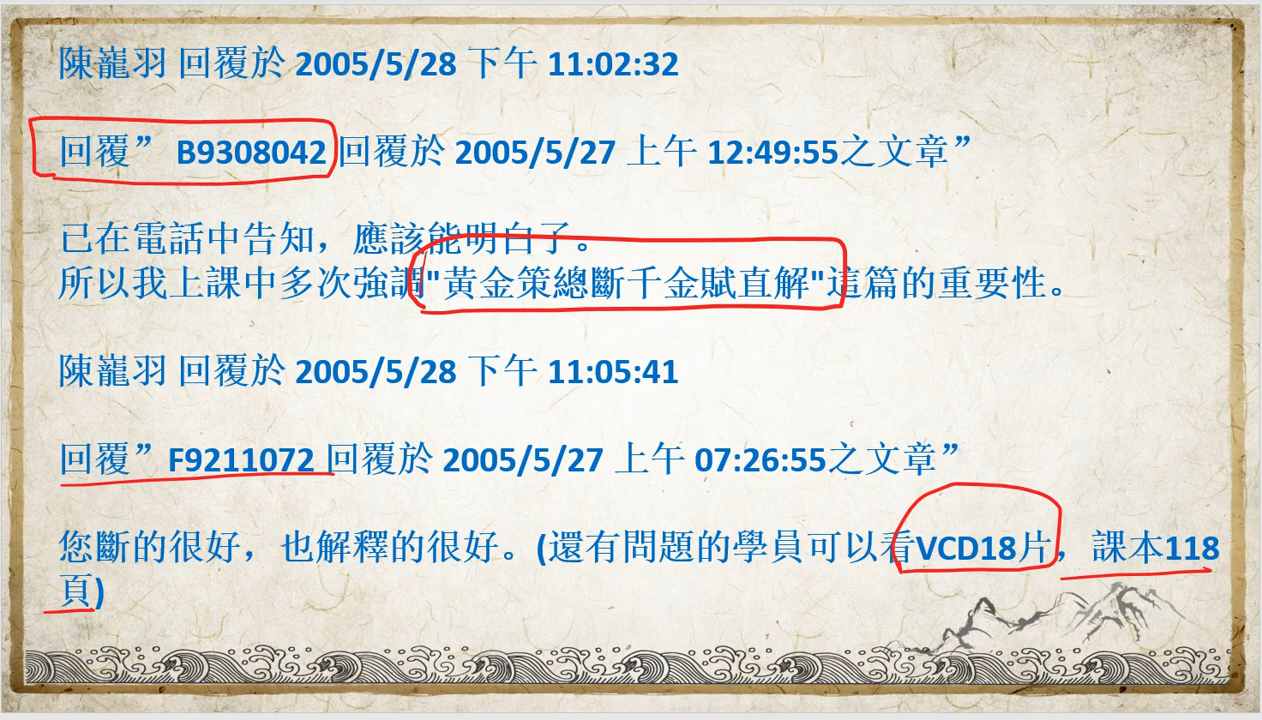 陳巃羽 回覆於 2005/5/28 下午 11:02:32
回覆” B9308042 回覆於 2005/5/27 上午 12:49:55之文章”
已在電話中告知，應該能明白了。
所以我上課中多次強調"黃金策總斷千金賦直解"這篇的重要性。
陳巃羽 回覆於 2005/5/28 下午 11:05:41
回覆” F9211072 回覆於 2005/5/27 上午 07:26:55之文章”
您斷的很好，也解釋的很好。(還有問題的學員可以看VCD18片，課本118
頁)